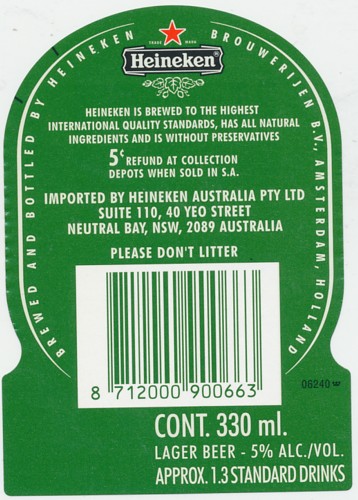 BREWED AND BOTTLED BY HEINEKEN BROUWERIJEN B.V., AMSTERDAM, HOLLAND
TRADE MARK
Heineken®
HEINEKEN IS BREWED TO THE HIGHEST
INTERNATIONAL QUALITY STANDARDS, HAS ALL NATURAL
INGREDIENTS AND IS WITHOUT PRESERVATIVES
5¢ REFUND AT COLLECTION
DEPOTS WHEN SOLD IN S.A.
IMPORTED BY HEINEKEN AUSTRALIA PTY LTD
SUITE 110, 40 YEO STREET
NEUTRAL BAY, NSW, 2089 AUSTRALIA
PLEASE DON'T LITTER
8 712000 900663
06240
CONT. 330 ml.
LAGER BEER - 5% ALC./VOL.
APPROX. 1.3 STANDARD DRINKS